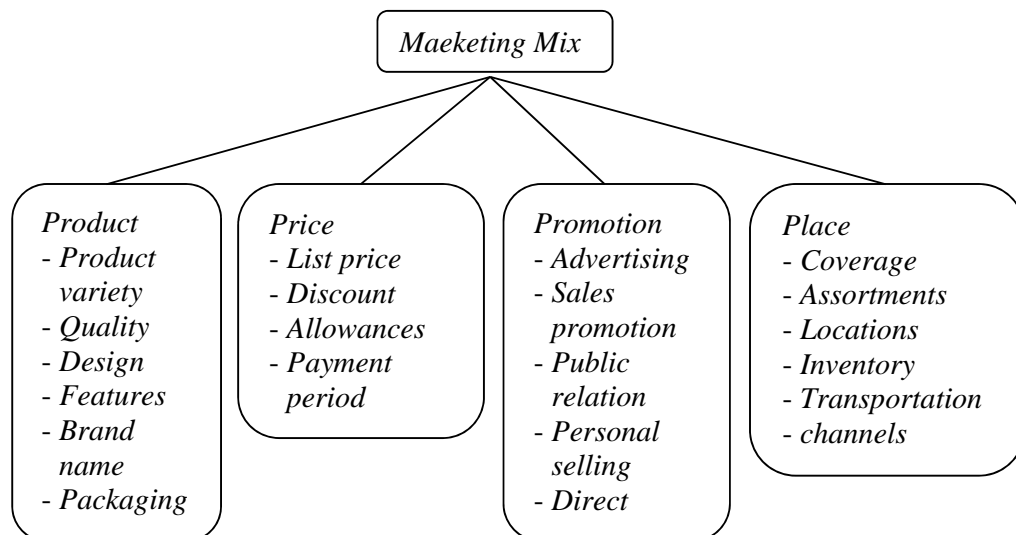 Maeketing Mix
Product
- Product
variety
- Quality
- Design
- Features
- Brand
name
- Packaging
Price
- List price
- Discount
- Allowances
- Payment
period
Promotion
- Advertising
- Sales
promotion
- Public
relation
- Personal
selling
- Direct
Place
- Coverage
- Assortments
- Locations
- Inventory
- Transportation
- channels